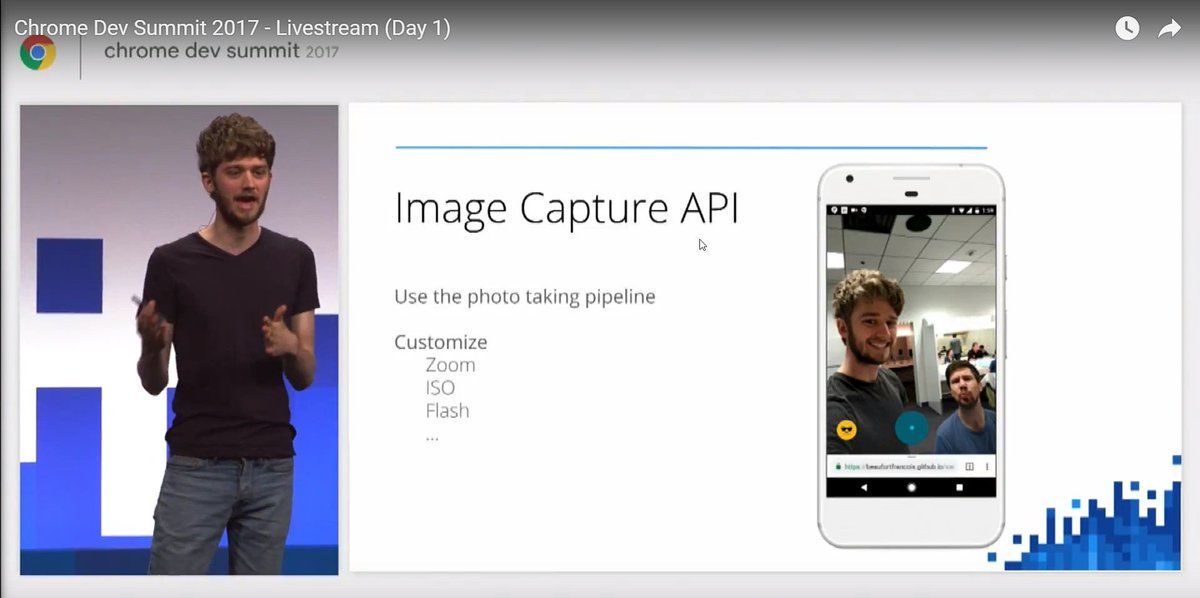 Chrome Dev Summit 2017 - Livestream (Day 1)
chrome dev summit 2017
Image Capture API
Use the photo taking pipeline
Customize
Zoom
ISO
Flash
...
1:59
https://beaufortfrancois.github.io/